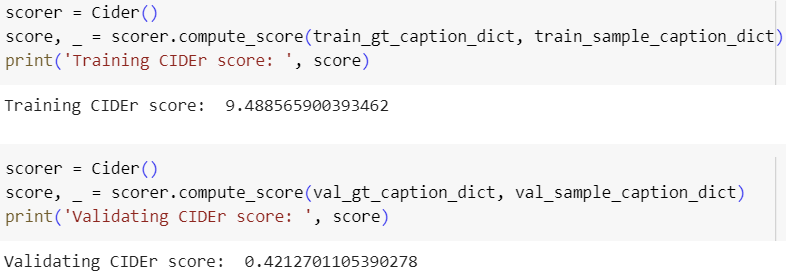 scorer = Cider()
score, _ = scorer.compute_score(train_gt_caption_dict, train_sample_caption_dict)
print('Training CIDEr score: ', score)
Training CIDEr score:  9.488565900393462
scorer = Cider()
score, _ = scorer.compute_score(val_gt_caption_dict, val_sample_caption_dict)
print('Validating CIDEr score: ', score)
Validating CIDEr score:  0.4212701105390278